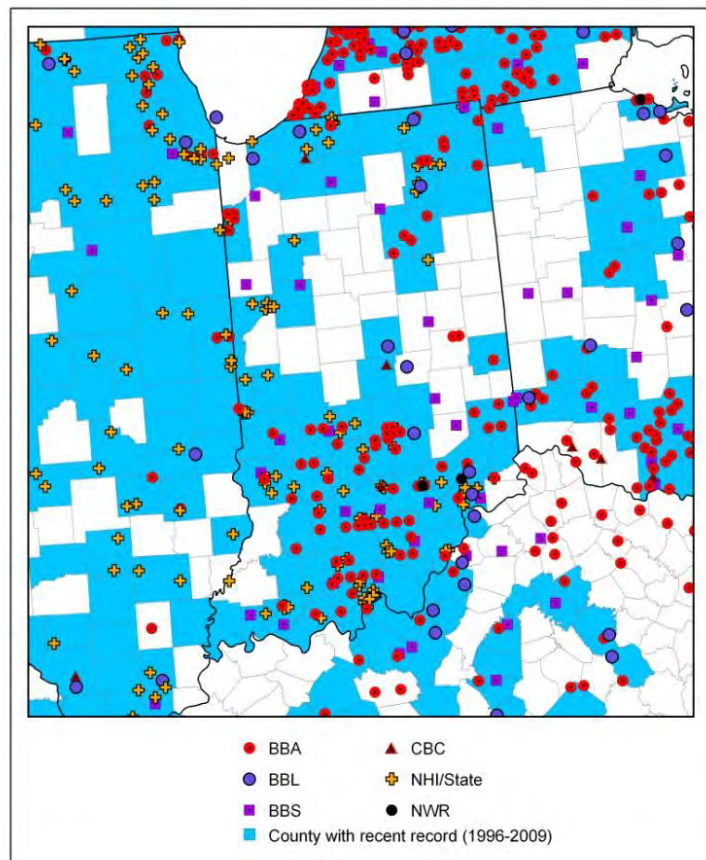 BBA
CBC
BBL
NHI/State
BBS
NWR
County with recent record (1996-2009)